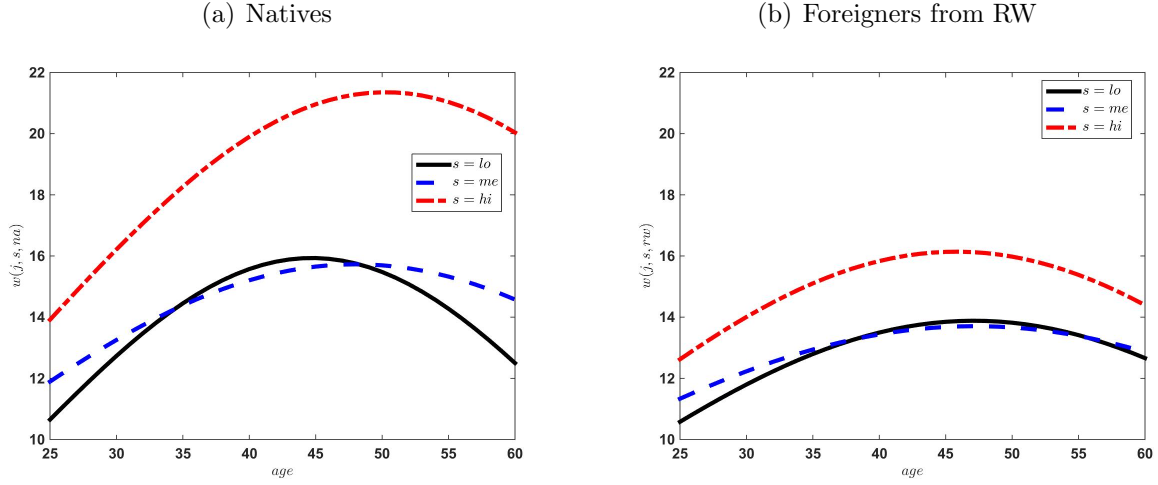 (a) Natives
22
20
18
16
14
12
10
w(j, s, na)
s = lo
s = me
s = hi
25 30 35 40 45 50 55 60
age
(b) Foreigners from RW
22
20
18
16
14
12
10
w(j, s, rw)
s = lo
s = me
s = hi
25 30 35 40 45 50 55 60
age